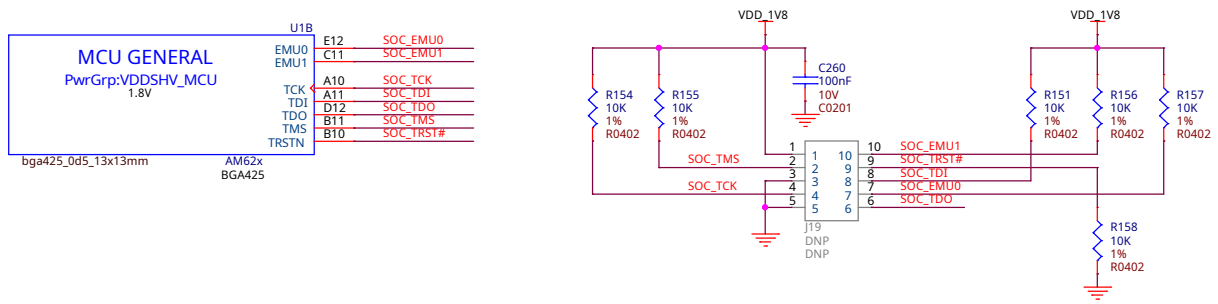 U1B
MCU GENERAL
PwrGrp:VDDSHV_MCU
1.8V
EMU0 E12 SOC_EMU0
EMU1 C11 SOC_EMU1
TCK A10 SOC_TCK
TDI A11 SOC_TDI
TDO D12 SOC_TDO
TMS B11 SOC_TMS
TRSTN B10 SOC_TRST#
bga425_0d5_13x13mm
AM62x
BGA425
VDD_1V8
C260
100nF
10V
C0201
R154
10K
1%
R0402
R155
10K
1%
R0402
VDD_1V8
R151
10K
1%
R0402
R156
10K
1%
R0402
R157
10K
1%
R0402
1 1 10 10 SOC_EMU1
SOC_TMS 2 2 9 9 SOC_TRST#
3 3 8 8 SOC_TDI
SOC_TCK 4 4 7 7 SOC_EMU0
5 5 6 6 SOC_TDO
J19
DNP
DNP
R158
10K
1%
R0402